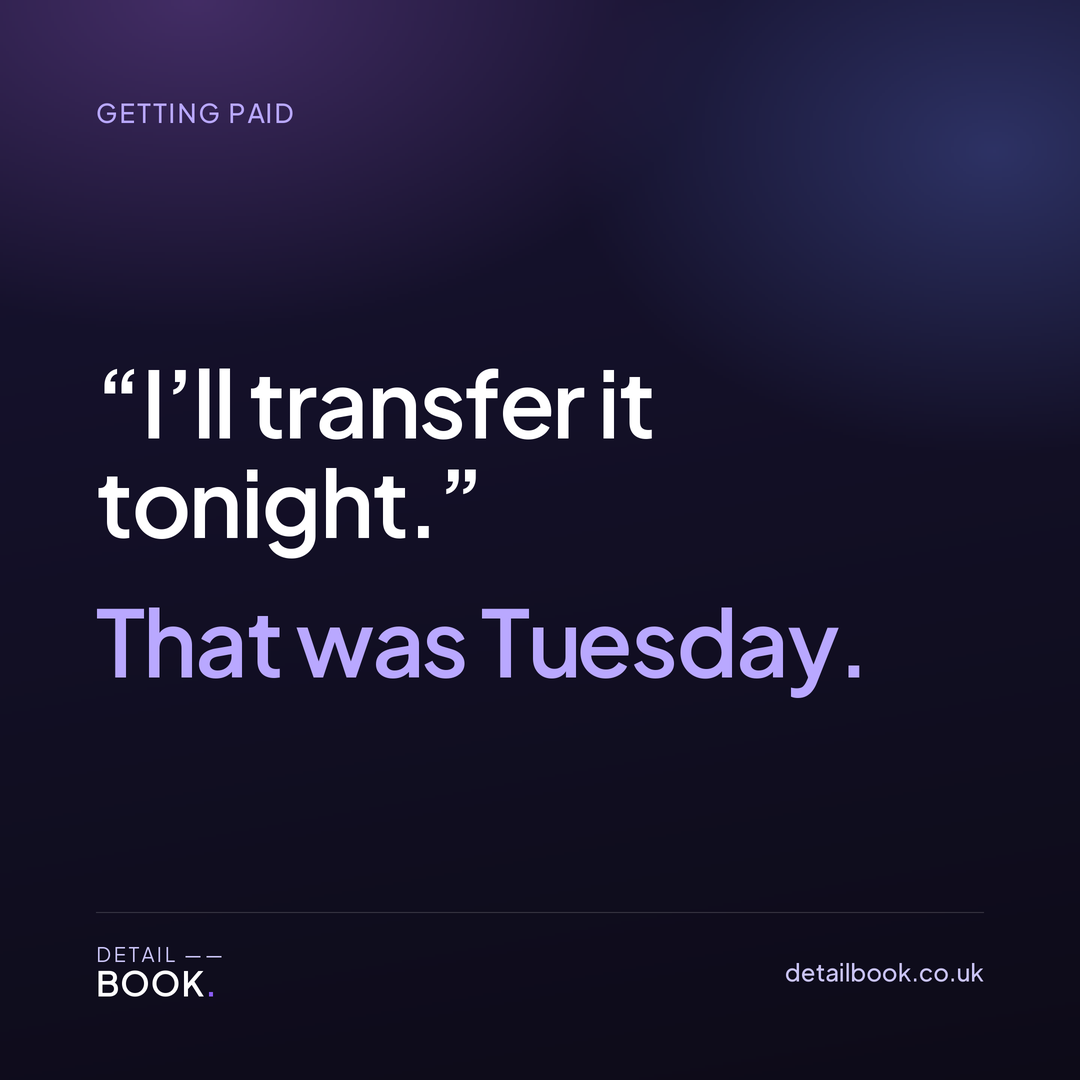 GETTING PAID
“I’ll transfer it
tonight.”
That was Tuesday.
DETAIL ——
BOOK.
detailbook.co.uk